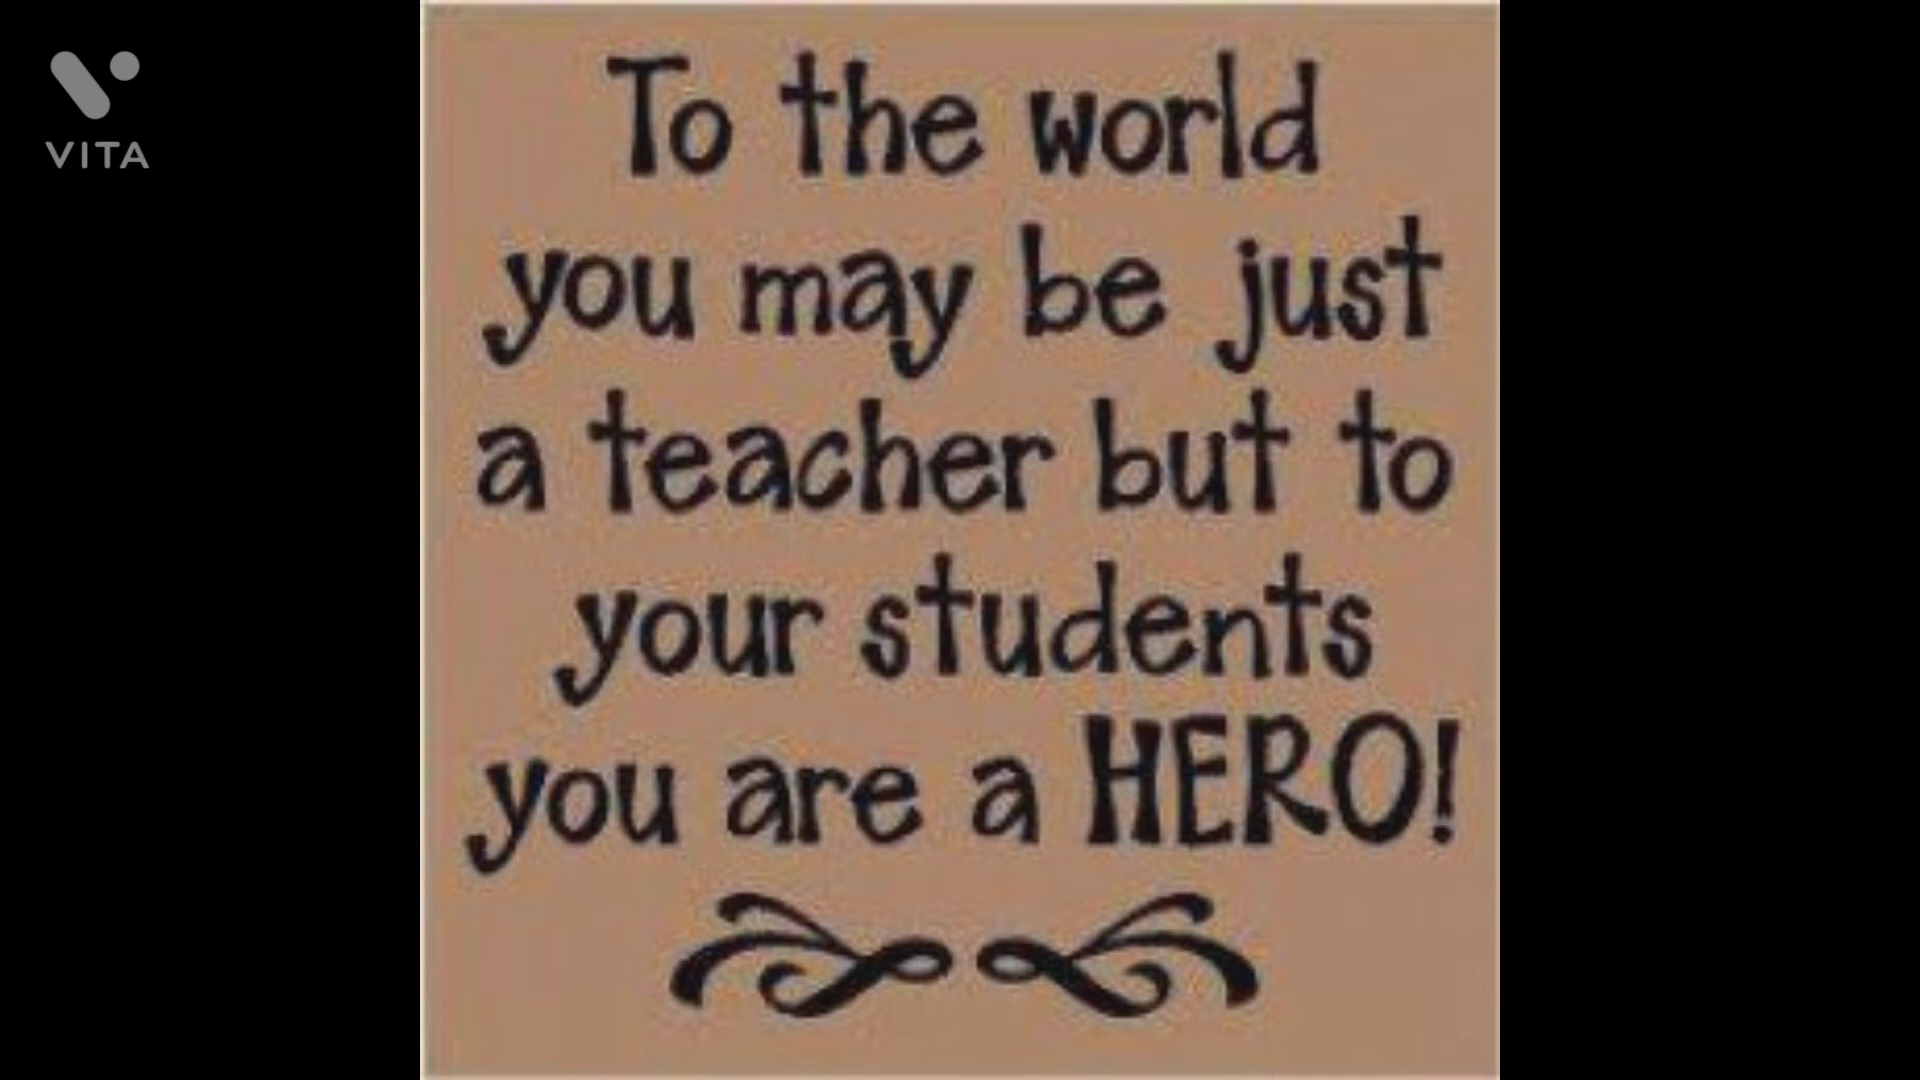 VITA
To the world
you may be just
a teacher but to
your students
you are a HERO!